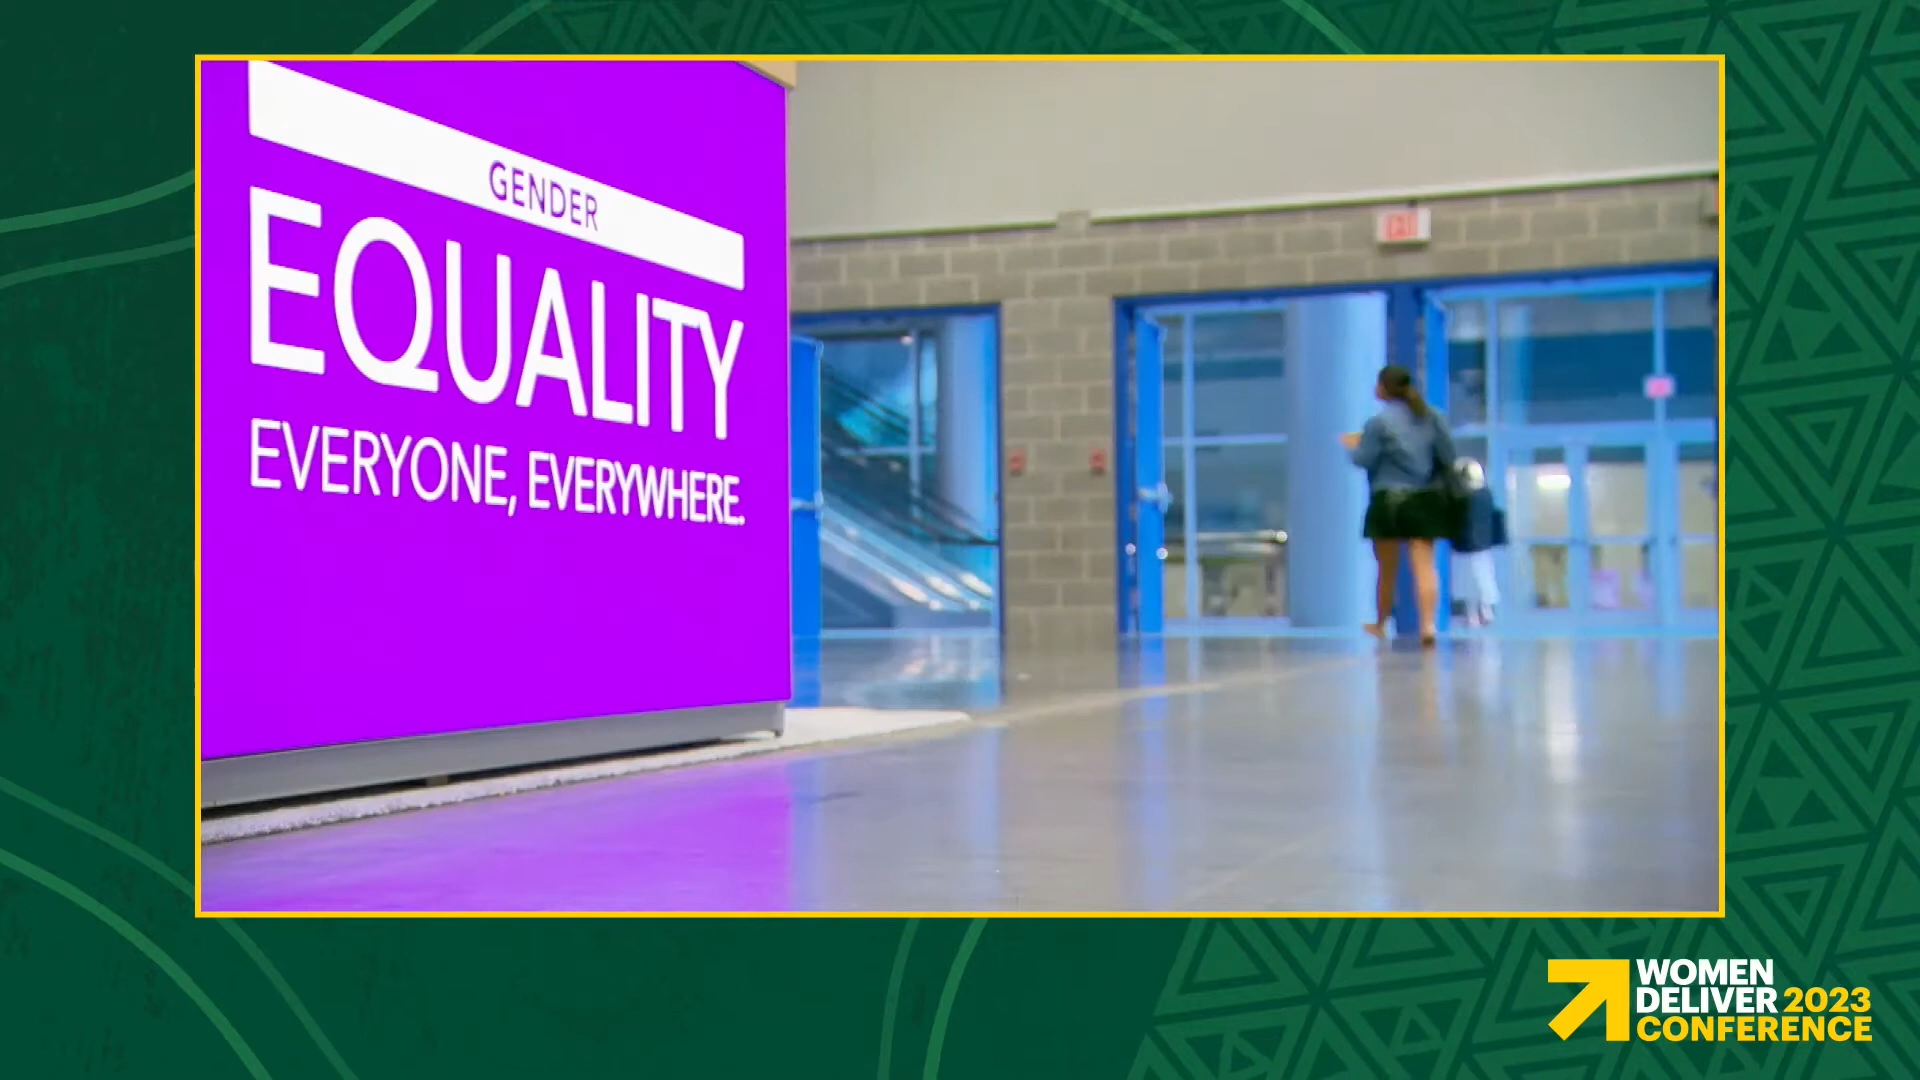 GENDER
EQUALITY
EVERYONE, EVERYWHERE.
EXIT
WOMEN
DELIVER 2023
CONFERENCE